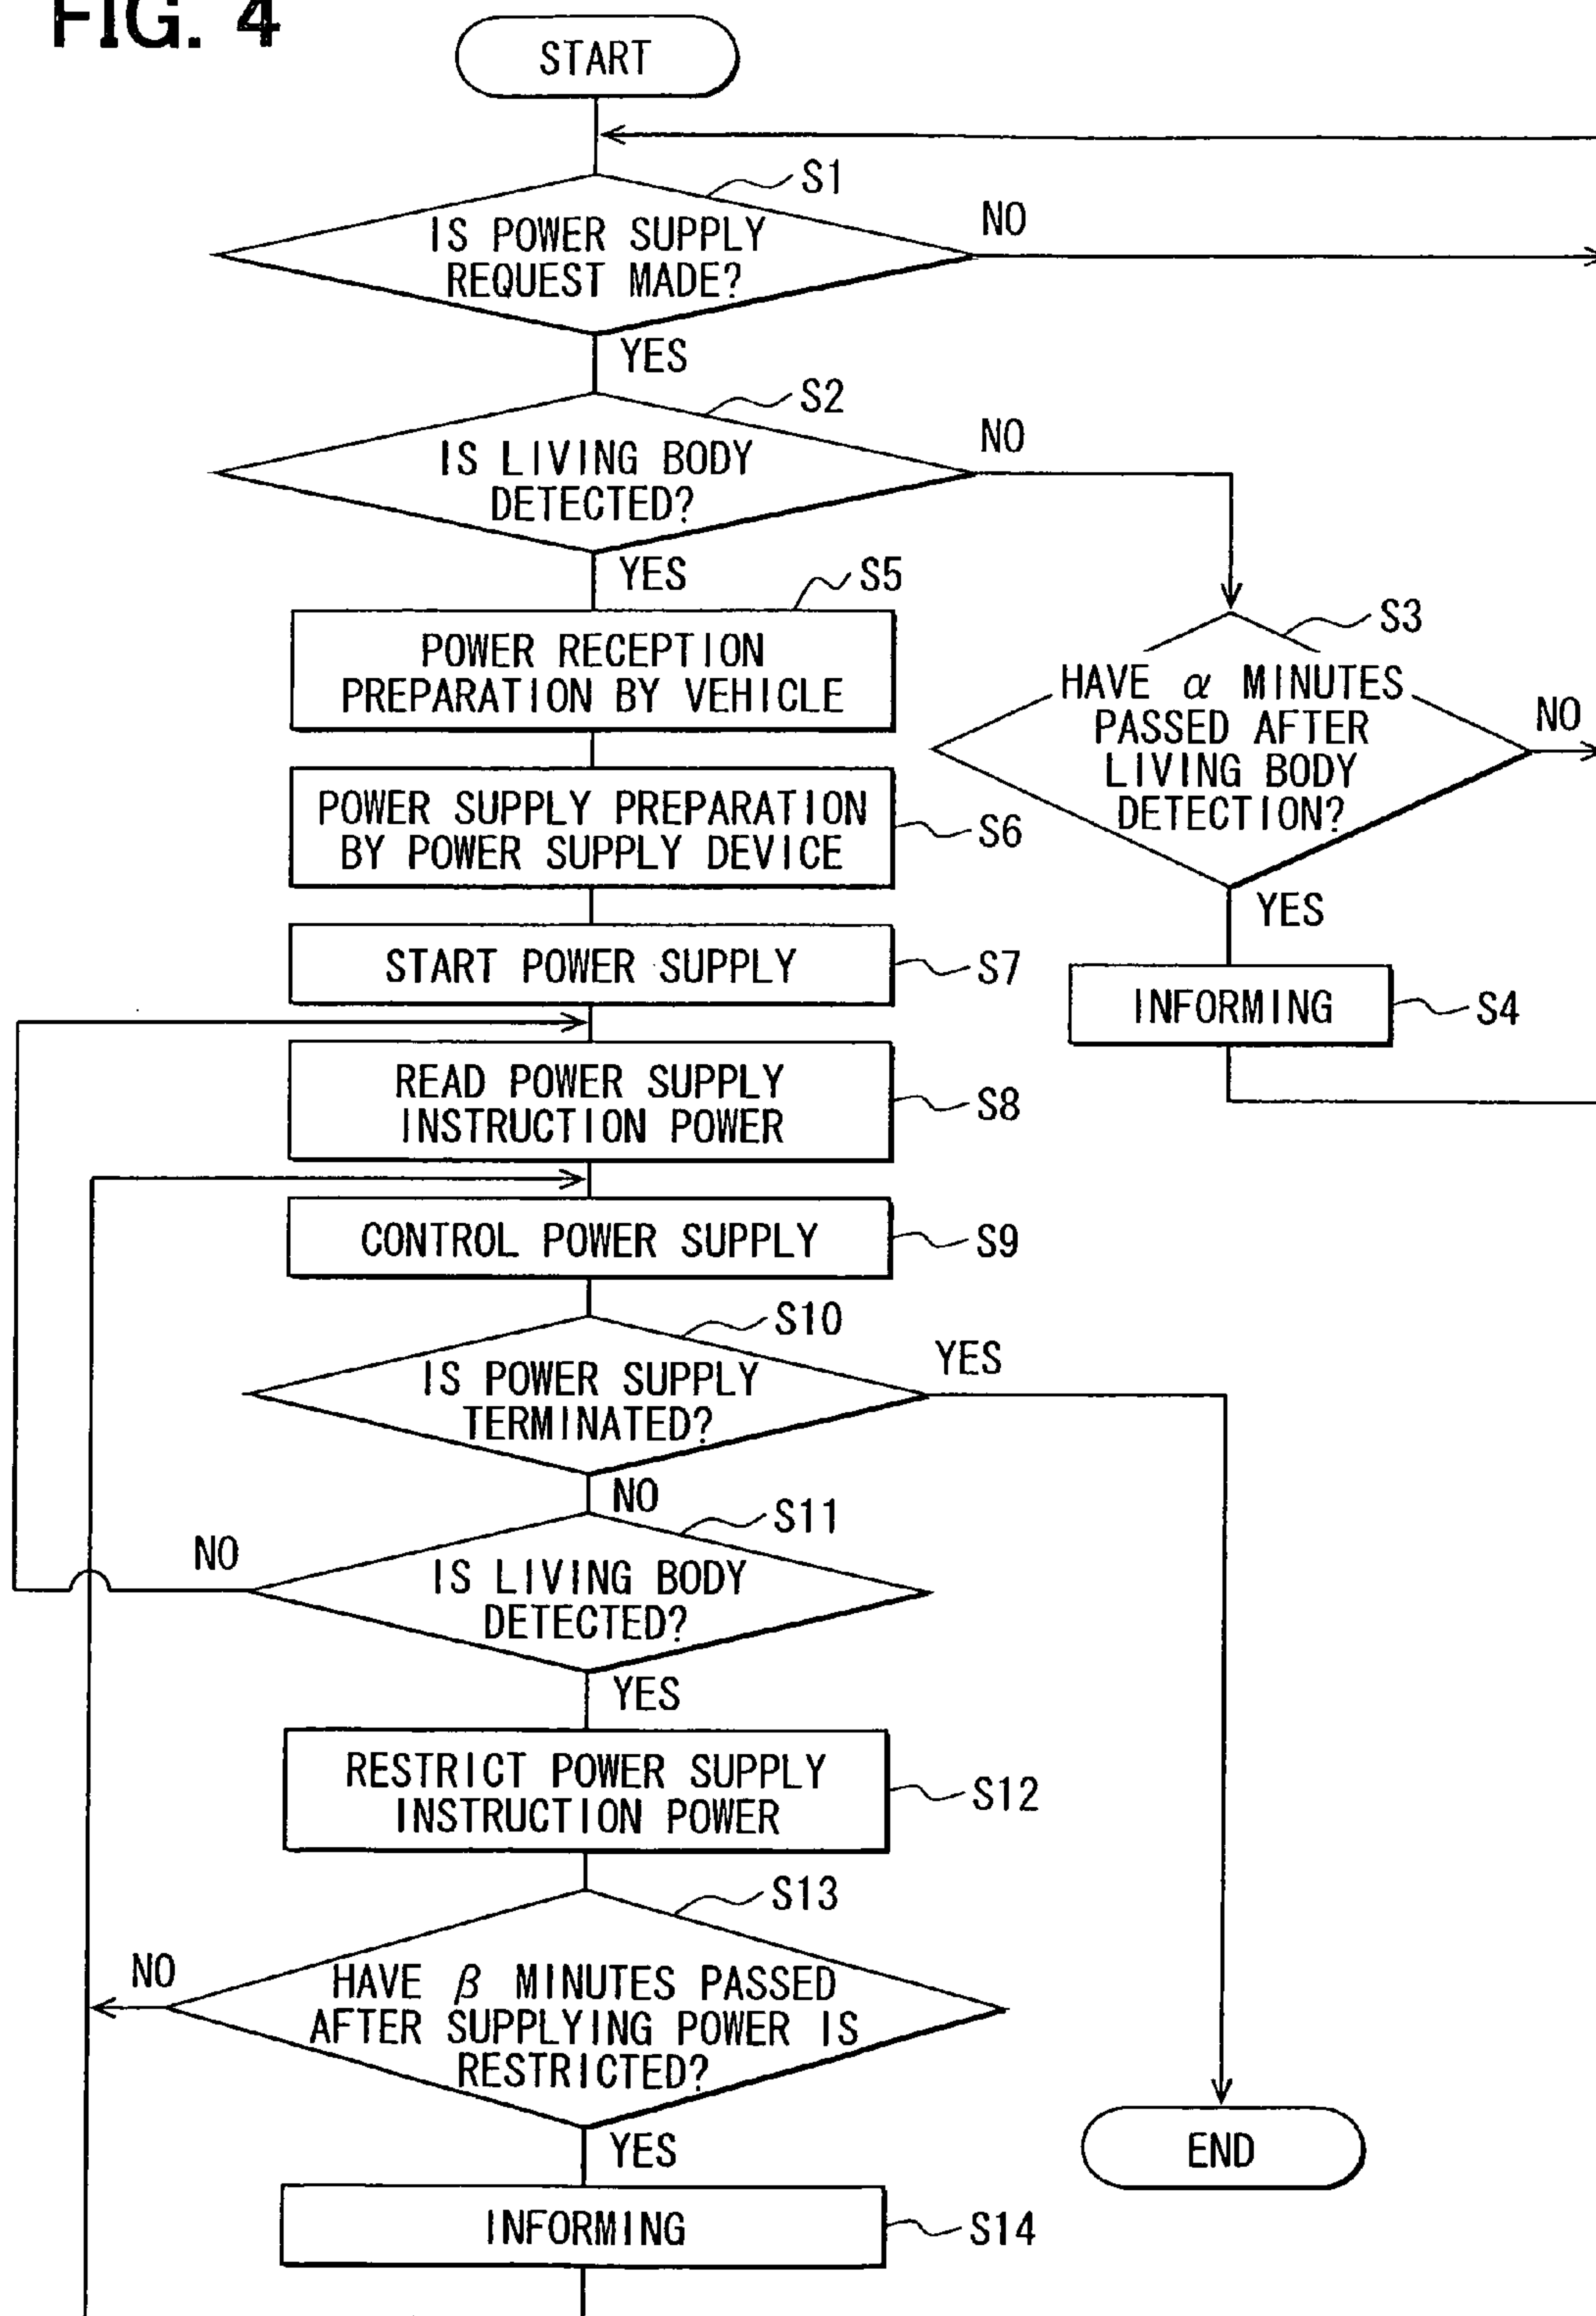 FIG. 4
START
S1
IS POWER SUPPLY
REQUEST MADE?
NO
YES
S2
IS LIVING BODY
DETECTED?
NO
YES
S5
POWER RECEPTION
PREPARATION BY VEHICLE
S3
HAVE α MINUTES
PASSED AFTER
LIVING BODY
DETECTION?
NO
YES
POWER SUPPLY PREPARATION
BY POWER SUPPLY DEVICE
S6
START POWER SUPPLY
S7
INFORMING
S4
READ POWER SUPPLY
INSTRUCTION POWER
S8
CONTROL POWER SUPPLY
S9
S10
IS POWER SUPPLY
TERMINATED?
YES
NO
S11
IS LIVING BODY
DETECTED?
NO
YES
RESTRICT POWER SUPPLY
INSTRUCTION POWER
S12
S13
HAVE β MINUTES PASSED
AFTER SUPPLYING POWER IS
RESTRICTED?
NO
YES
END
INFORMING
S14